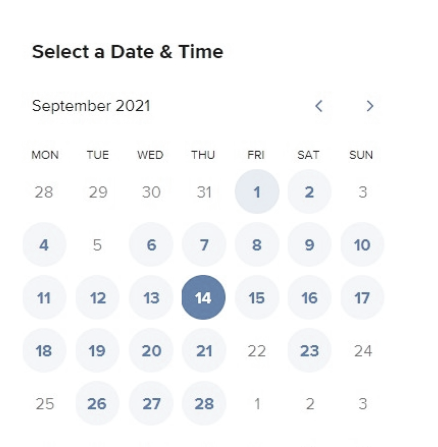 Select a Date & Time
September 2021
MON TUE WED THU FRI SAT SUN
28 29 30 31 1 2 3
4 5 6 7 8 9 10
11 12 13 14 15 16 17
18 19 20 21 22 23 24
25 26 27 28 1 2 3